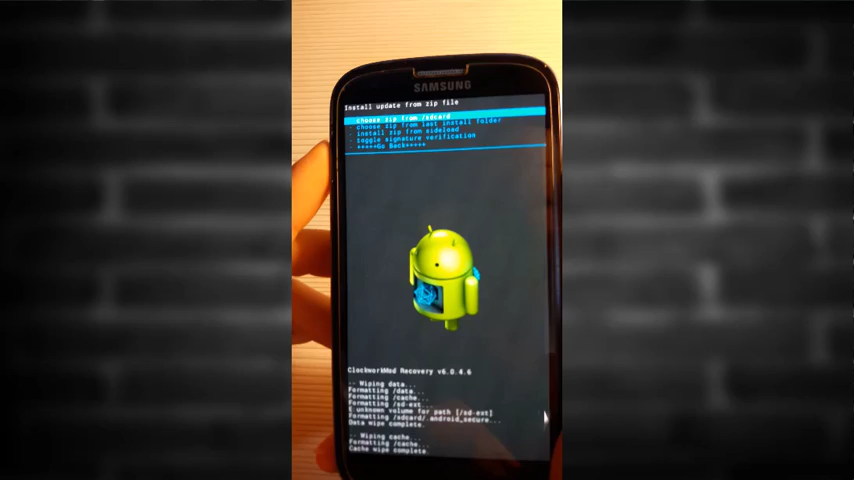 SAMSUNG
Install update from zip file
- choose zip from /sdcard
- choose zip from last install folder
- install zip from sideload
- toggle signature verification
- +++++Go Back+++++
ClockworkMod Recovery v6.0.4.6
-- Wiping data...
Formatting /data...
Formatting /cache...
Formatting /sd-ext...
E:unknown volume for path [/sd-ext]
Formatting /sdcard/.android_secure...
Data wipe complete.
-- Wiping cache...
Formatting /cache...
Cache wipe complete.